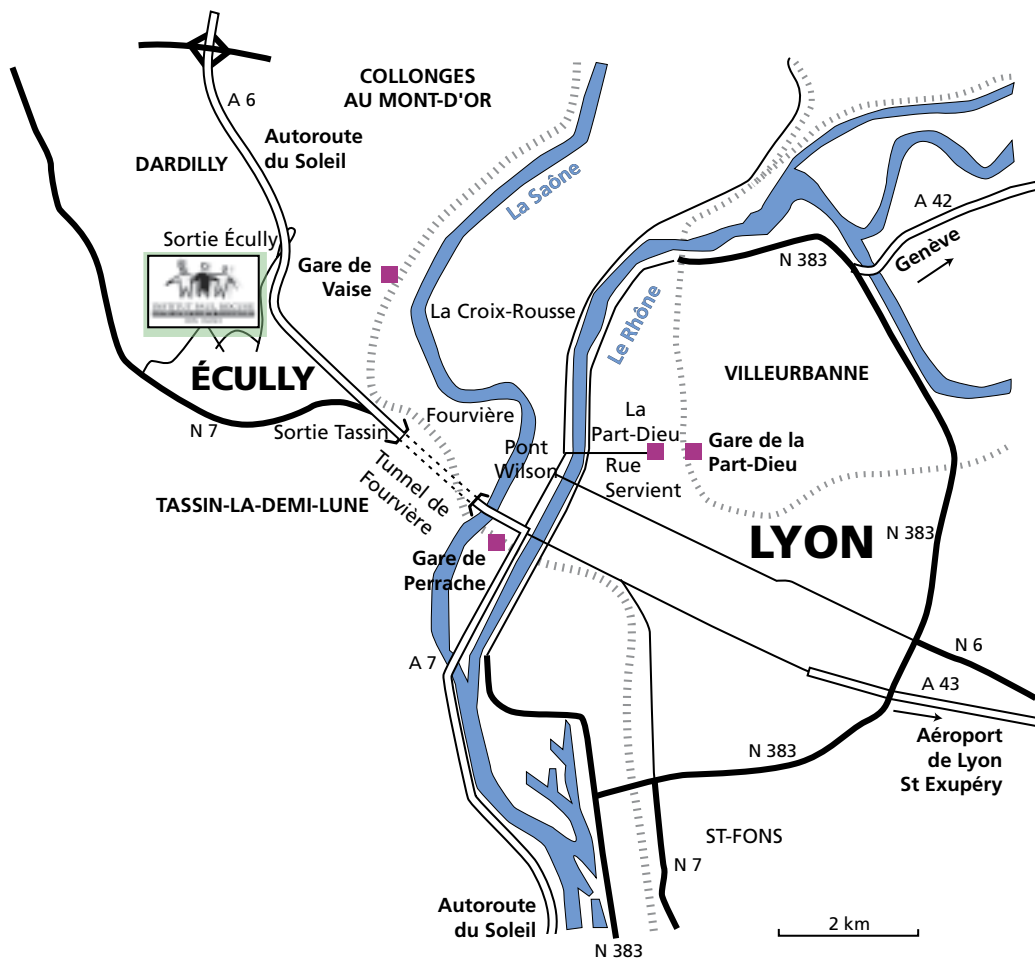 COLLONGES
AU MONT-D'OR
A 6
Autoroute
du Soleil
DARDILLY
La Saône
A 42
Sortie Écully
Genève
N 383
Gare de
Vaise
La Croix-Rousse
Le Rhône
ÉCULLY
VILLEURBANNE
N 7
Sortie Tassin
Fourvière
La
Part-Dieu
Gare de la
Part-Dieu
Pont
Wilson
Rue
Servient
Tunnel de
Fourvière
TASSIN-LA-DEMI-LUNE
LYON
N 383
Gare de
Perrache
N 6
A 7
A 43
Aéroport
de Lyon
St Exupéry
N 383
ST-FONS
N 7
Autoroute
du Soleil
2 km
N 383